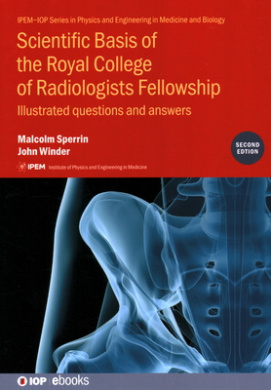 IPEM–IOP Series in Physics and Engineering in Medicine and Biology
Scientific Basis of
the Royal College
of Radiologists Fellowship
Illustrated questions and answers
Malcolm Sperrin
John Winder
SECOND
EDITION
IPEM Institute of Physics and Engineering in Medicine
IOP ebooks